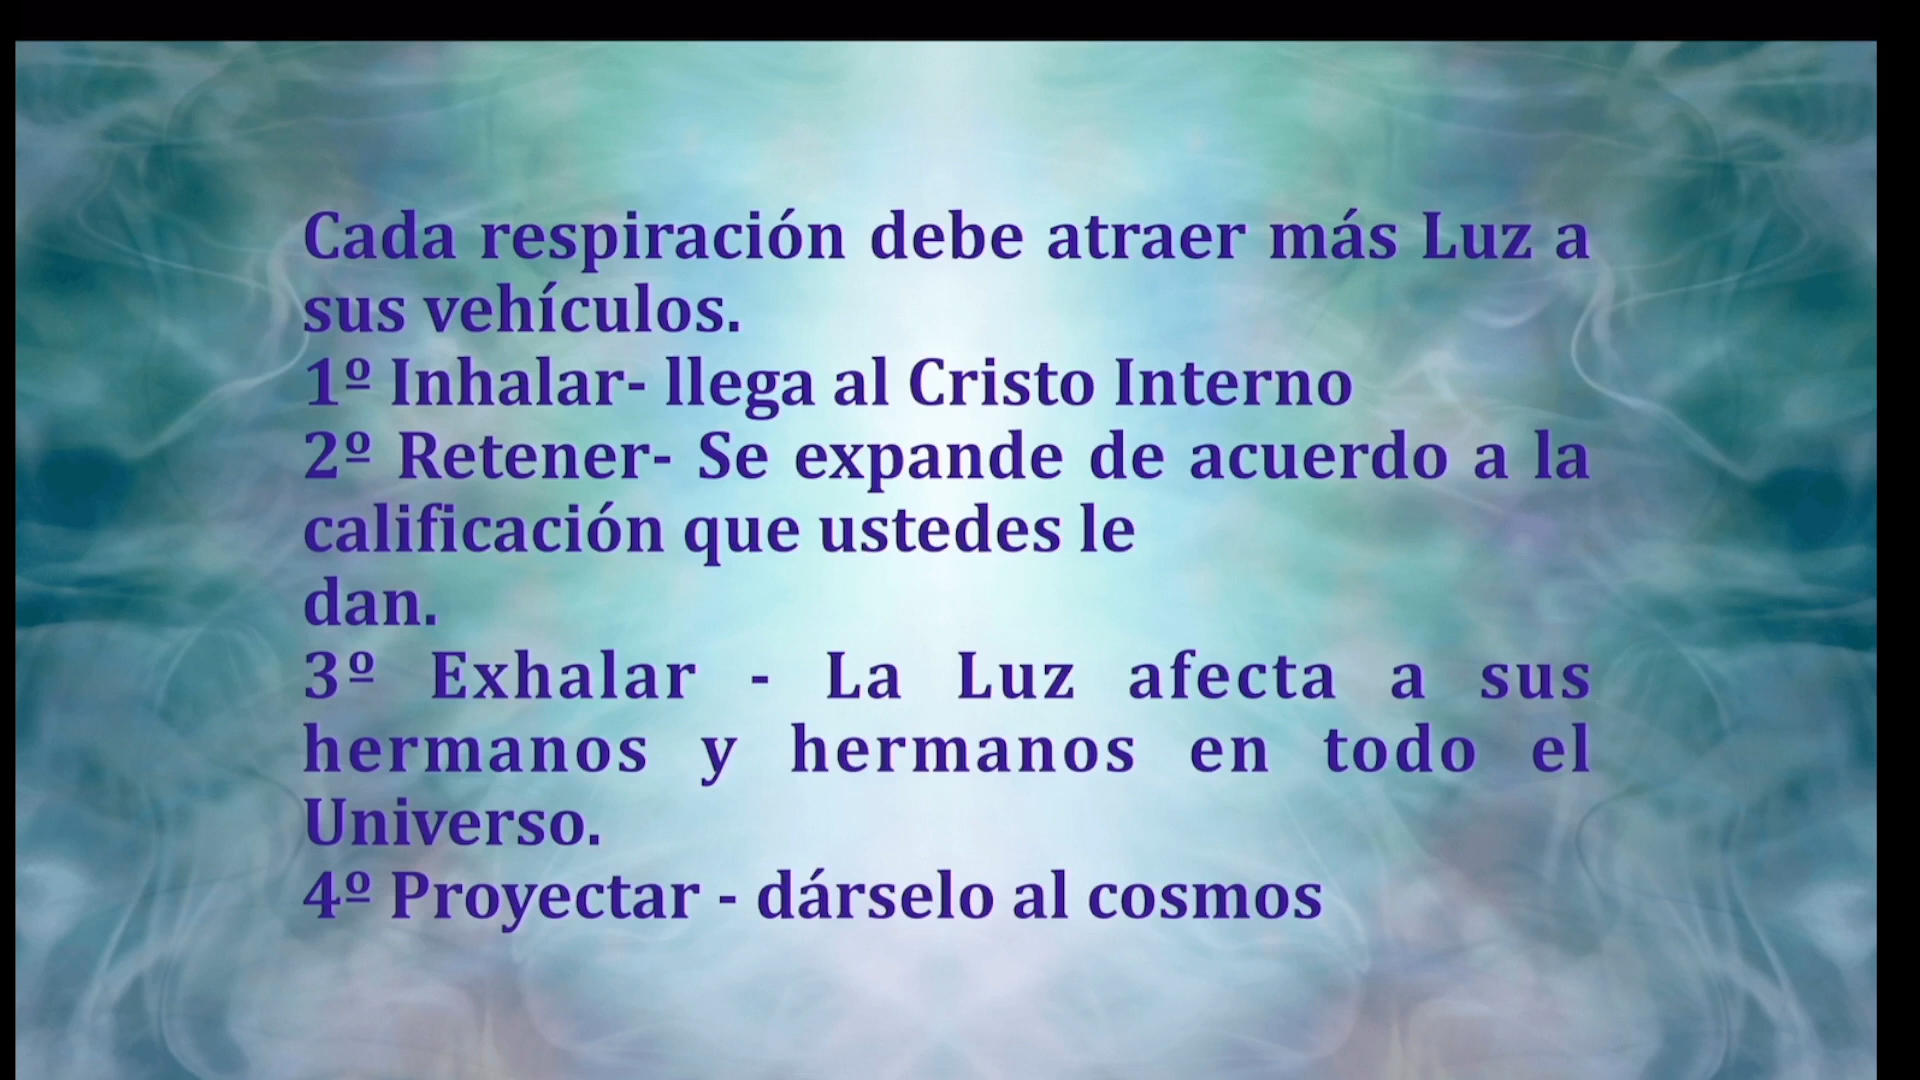 Cada respiración debe atraer más Luz a
sus vehículos.
1º Inhalar- llega al Cristo Interno
2º Retener- Se expande de acuerdo a la
calificación que ustedes le
dan.
3º Exhalar - La Luz afecta a sus
hermanos y hermanos en todo el
Universo.
4º Proyectar - dárselo al cosmos